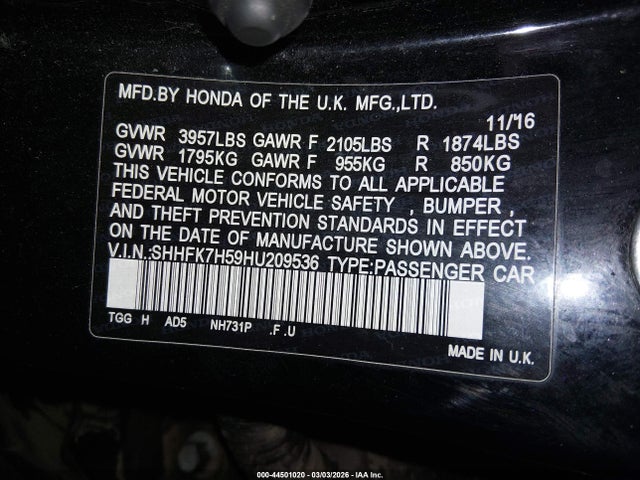 MFD.BY HONDA OF THE U.K. MFG.,LTD.
11/16
GVWR 3957LBS GAWR F 2105LBS R 1874LBS
GVWR 1795KG GAWR F 955KG R 850KG
THIS VEHICLE CONFORMS TO ALL APPLICABLE
FEDERAL MOTOR VEHICLE SAFETY , BUMPER ,
AND THEFT PREVENTION STANDARDS IN EFFECT
ON THE DATE OF MANUFACTURE SHOWN ABOVE.
V.I.N.:SHHFK7H59HU209536 TYPE:PASSENGER CAR
TGG H AD5 NH731P .F .U
MADE IN U.K.
000-44501020 - 03/03/2026 - IAA Inc.